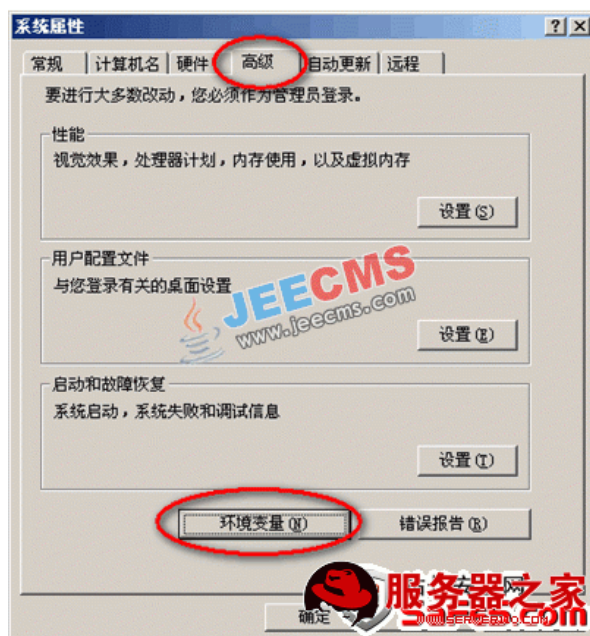 系统属性
常规 计算机名 硬件 高级 自动更新 远程
要进行大多数改动，您必须作为管理员登录。
性能
视觉效果，处理器计划，内存使用，以及虚拟内存
设置(S)
用户配置文件
与您登录有关的桌面设置
JEECMS
www.jeecms.com
设置(E)
启动和故障恢复
系统启动，系统失败和调试信息
设置(T)
环境变量(N) 错误报告(R)
服务器之家
确定